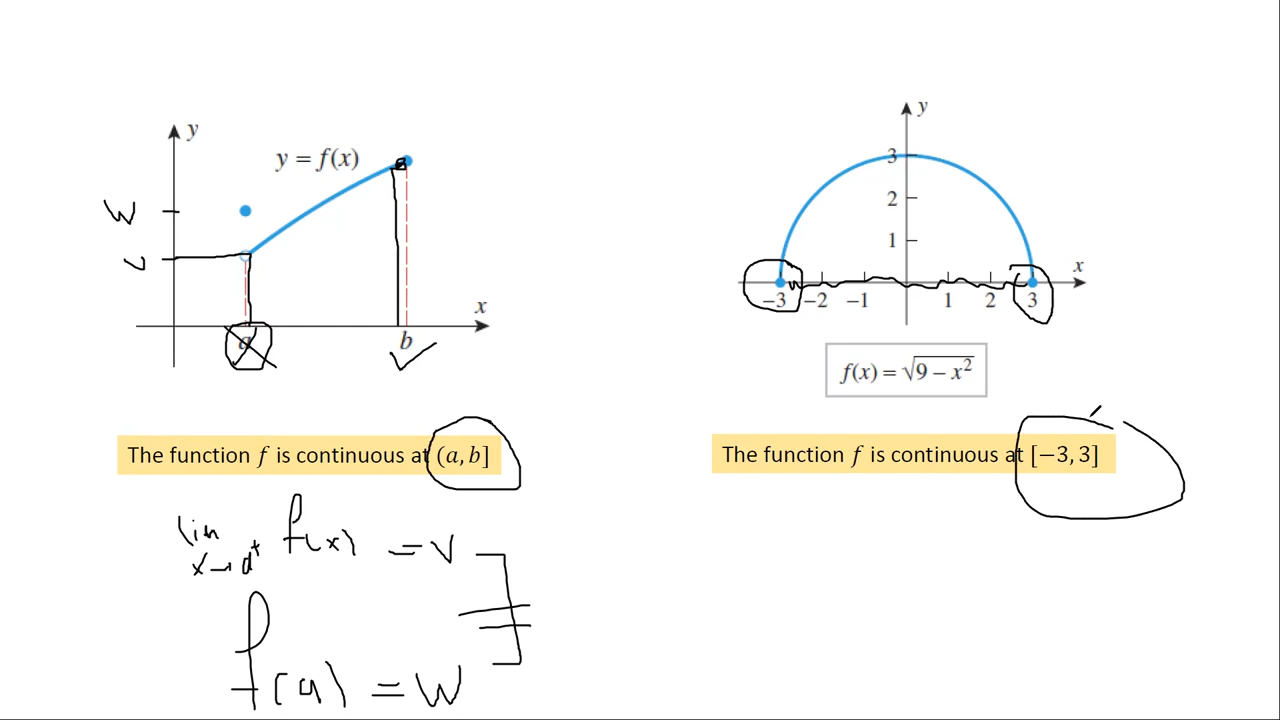 y
y = f(x)
W
L
x
a
b
The function f is continuous at (a, b]
lim f(x) = V
x→a⁺
f(a) = W
y
3
2
1
x
−3 −2 −1 1 2 3
f(x) = √9 − x²
The function f is continuous at [−3, 3]